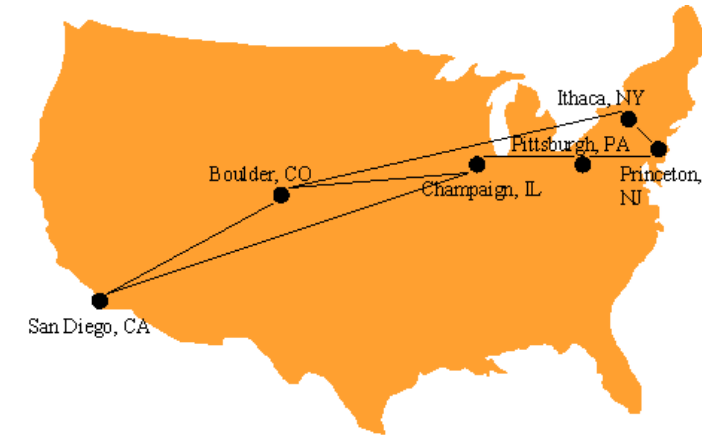 Ithaca, NY
Pittsburgh, PA
Boulder, CO
Champaign, IL
Princeton,
NJ
San Diego, CA